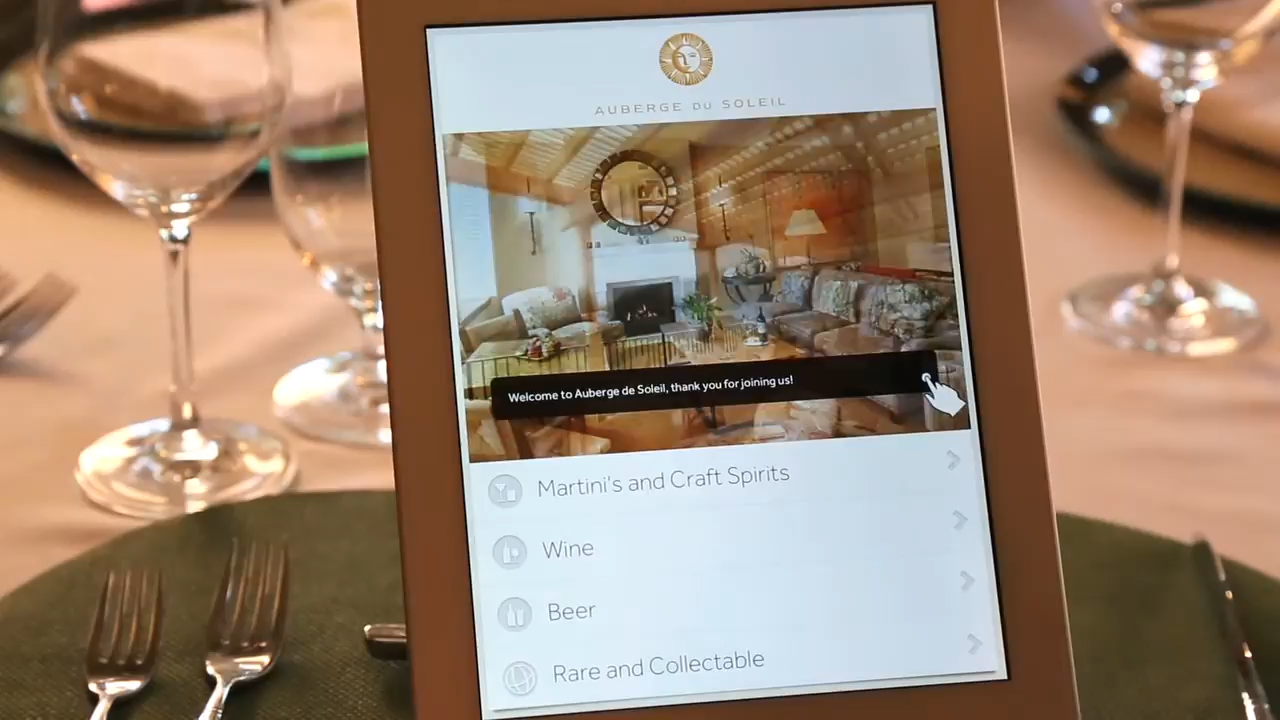 AUBERGE DU SOLEIL
Welcome to Auberge de Soleil, thank you for joining us!
Martini's and Craft Spirits
Wine
Beer
Rare and Collectable